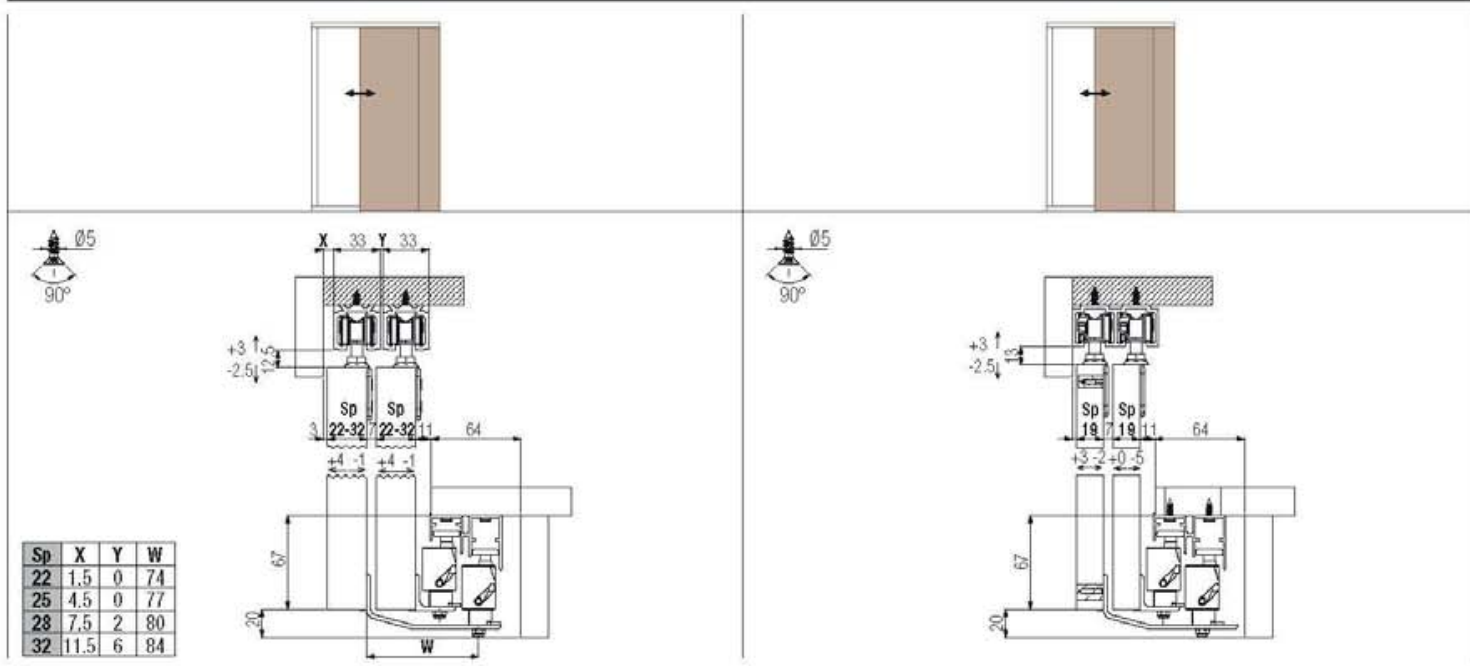 Ø5
90°
X 33 Y 33
+3
-2.5
12.5
Sp Sp
3 22-32 7 22-32 11 64
+4 -1 +4 -1
67
20
W
Sp X Y W
22 1.5 0 74
25 4.5 0 77
28 7.5 2 80
32 11.5 6 84
Ø5
90°
+3
-2.5
13
Sp Sp
19 7 19 11 64
+3 -2 +0 -5
67
20